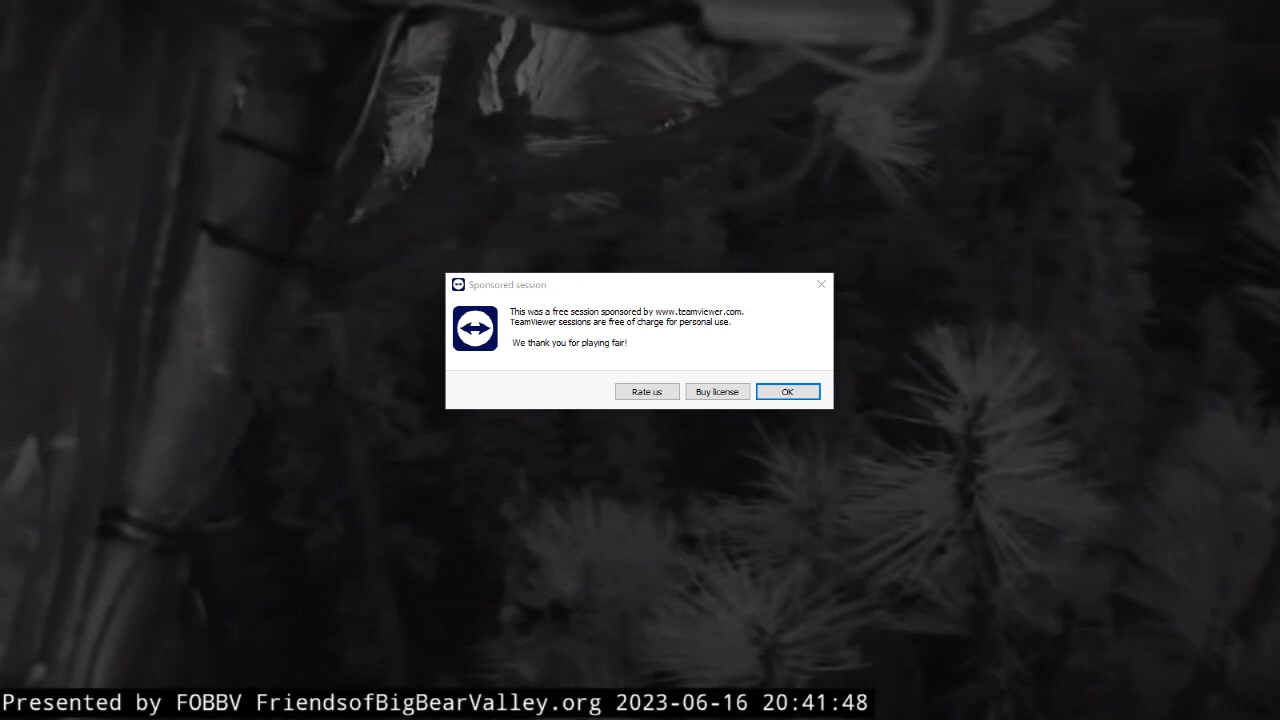 Sponsored session
This was a free session sponsored by www.teamviewer.com.
TeamViewer sessions are free of charge for personal use.
We thank you for playing fair!
Rate us Buy license OK
Presented by FOBBV FriendsofBigBearValley.org 2023-06-16 20:41:48